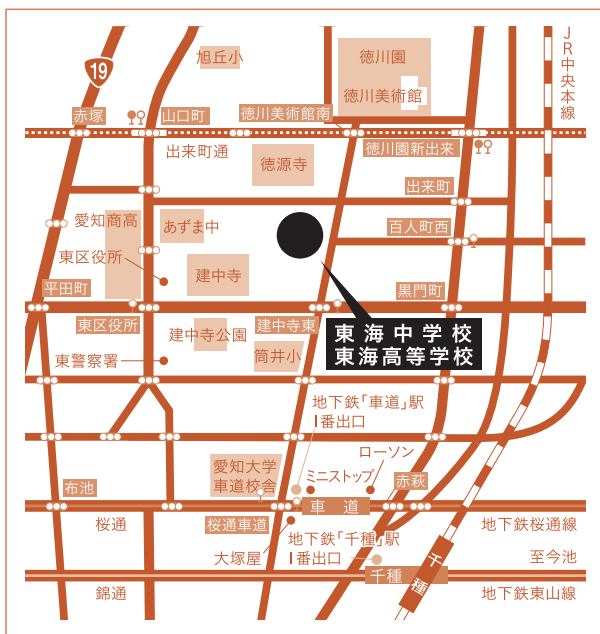 旭丘小
徳川園
JR中央本線
19
徳川美術館
赤塚
山口町
徳川美術館南
出来町通
徳川園新出来
徳源寺
出来町
愛知商高
あずま中
百人町西
東区役所
建中寺
平田町
黒門町
東区役所
建中寺公園
建中寺東
東海中学校
東海高等学校
東警察署
筒井小
地下鉄「車道」駅
1番出口
ローソン
愛知大学
車道校舎
ミニストップ
赤萩
布池
車道
桜通
桜通車道
地下鉄桜通線
大塚屋
地下鉄「千種」駅
1番出口
千種
至今池
千種
錦通
地下鉄東山線